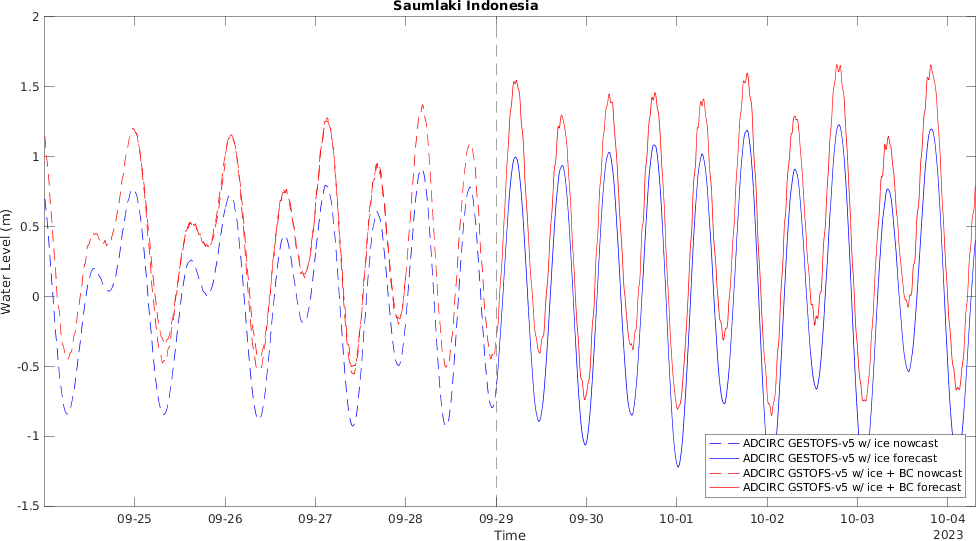 Saumlaki Indonesia
2
1.5
1
0.5
0
-0.5
-1
-1.5
Water Level (m)
09-25 09-26 09-27 09-28 09-29 09-30 10-01 10-02 10-03 10-04
2023
Time
ADCIRC GESTOFS-v5 w/ ice nowcast
ADCIRC GESTOFS-v5 w/ ice forecast
ADCIRC GSTOFS-v5 w/ ice + BC nowcast
ADCIRC GSTOFS-v5 w/ ice + BC forecast